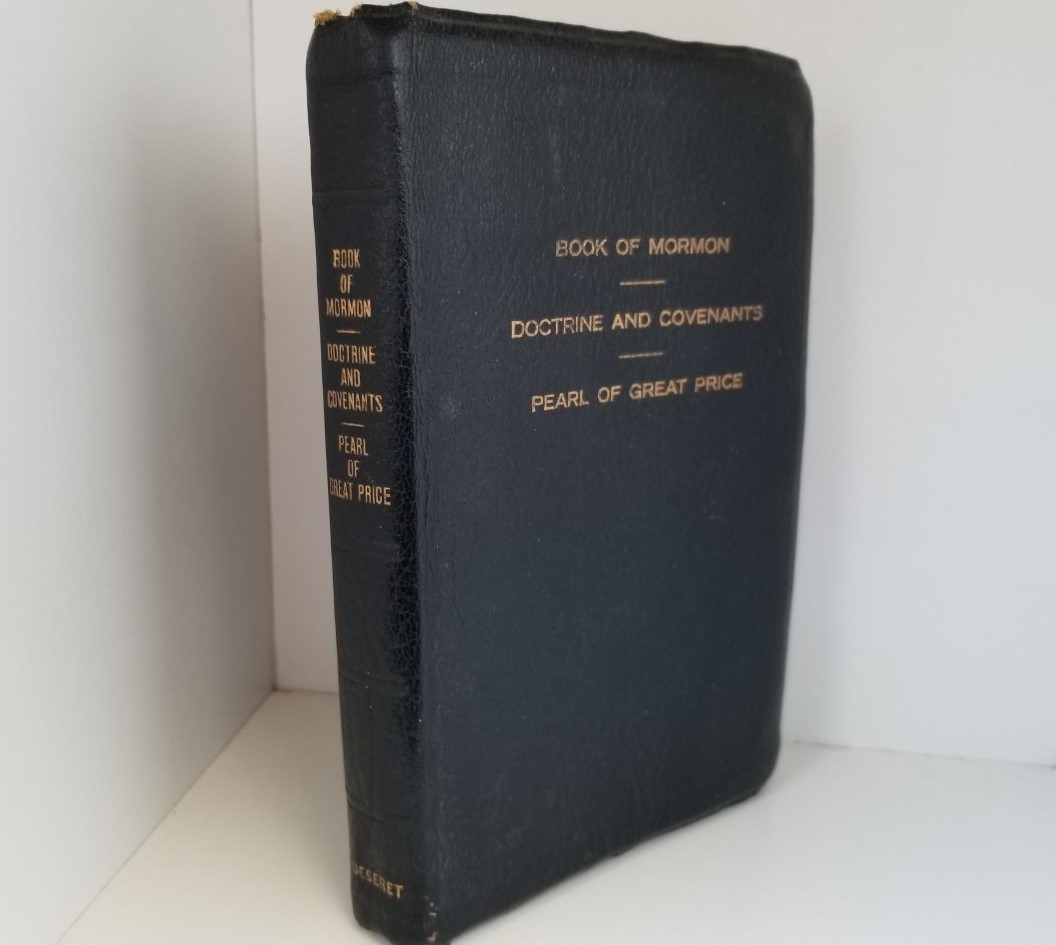 BOOK
OF
MORMON
DOCTRINE
AND
COVENANTS
PEARL
OF
GREAT PRICE
DESERET
BOOK OF MORMON
DOCTRINE AND COVENANTS
PEARL OF GREAT PRICE